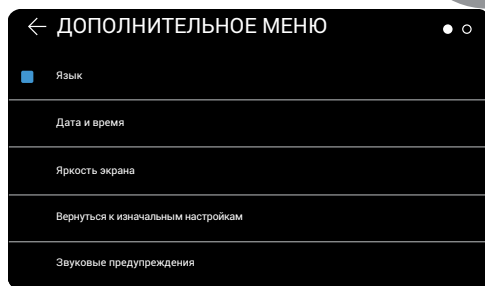 ДОПОЛНИТЕЛЬНОЕ МЕНЮ
Язык
Дата и время
Яркость экрана
Вернуться к изначальным настройкам
Звуковые предупреждения